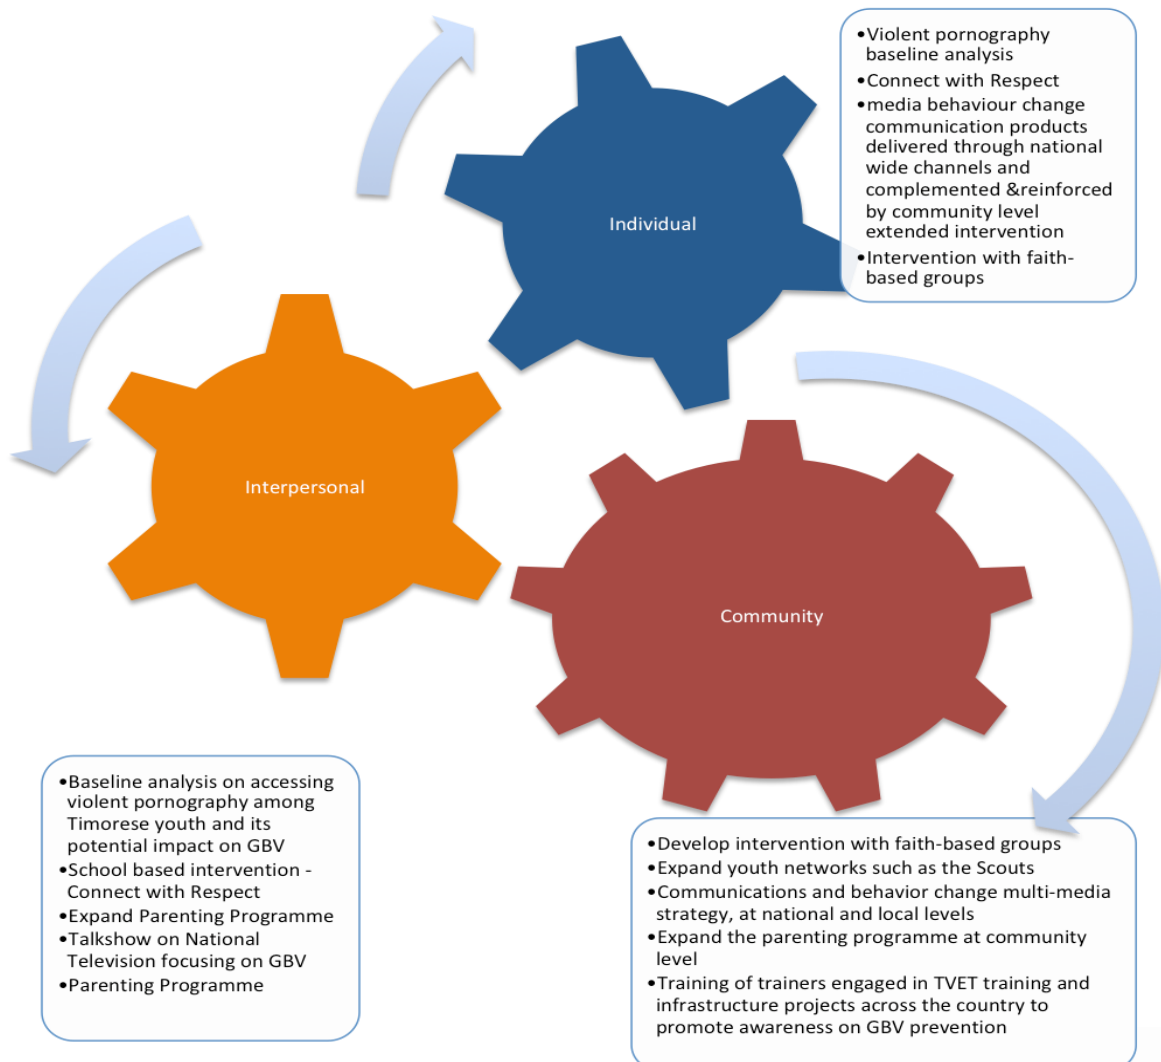 •Violent pornography
baseline analysis
•Connect with Respect
•media behaviour change
communication products
delivered through national
wide channels and
complemented &reinforced
by community level
extended intervention
•Intervention with faith-
based groups
Individual
Interpersonal
Community
•Baseline analysis on accessing
violent pornography among
Timorese youth and its
potential impact on GBV
•School based intervention -
Connect with Respect
•Expand Parenting Programme
•Talkshow on National
Television focusing on GBV
•Parenting Programme
•Develop intervention with faith-based groups
•Expand youth networks such as the Scouts
•Communications and behavior change multi-media
strategy, at national and local levels
•Expand the parenting programme at community
level
•Training of trainers engaged in TVET training and
infrastructure projects across the country to
promote awareness on GBV prevention